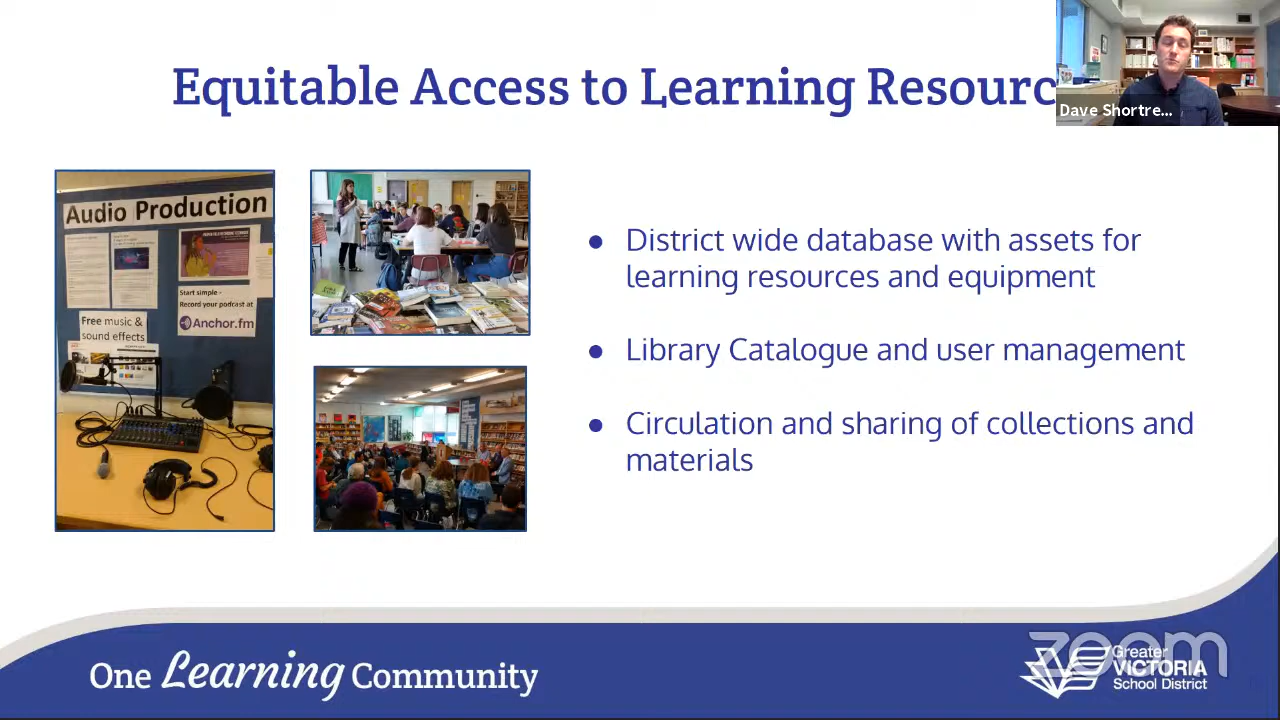 Equitable Access to Learning Resourc
Dave Shortre...
Audio Production
Start simple -
Record your podcast at
Anchor.fm
Free music &
sound effects
● District wide database with assets for
learning resources and equipment
● Library Catalogue and user management
● Circulation and sharing of collections and
materials
One Learning Community
zoom
Greater
VICTORIA
School District